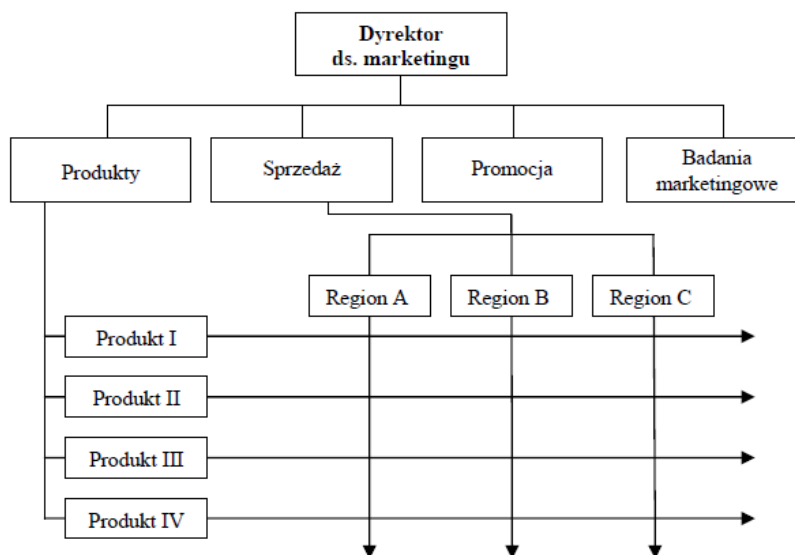 Dyrektor
ds. marketingu
Produkty
Sprzedaż
Promocja
Badania
marketingowe
Region A
Region B
Region C
Produkt I
Produkt II
Produkt III
Produkt IV